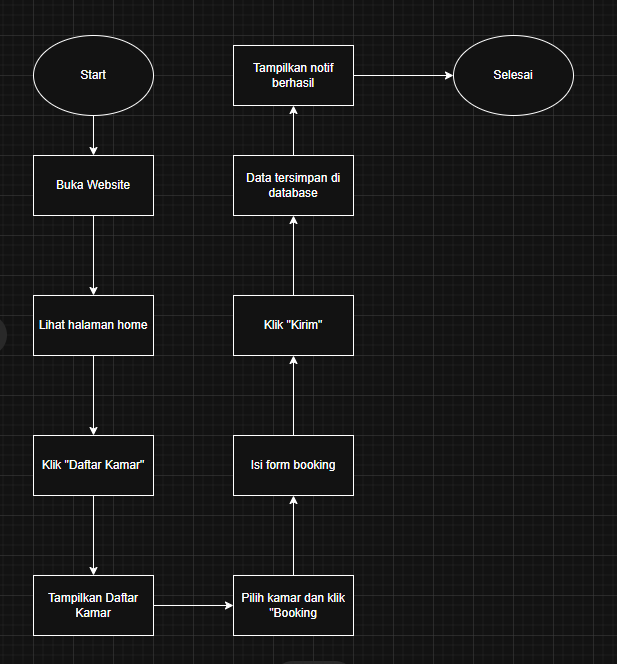 Start
Buka Website
Lihat halaman home
Klik "Daftar Kamar"
Tampilkan Daftar
Kamar
Pilih kamar dan klik
"Booking
Isi form booking
Klik "Kirim"
Data tersimpan di
database
Tampilkan notif
berhasil
Selesai